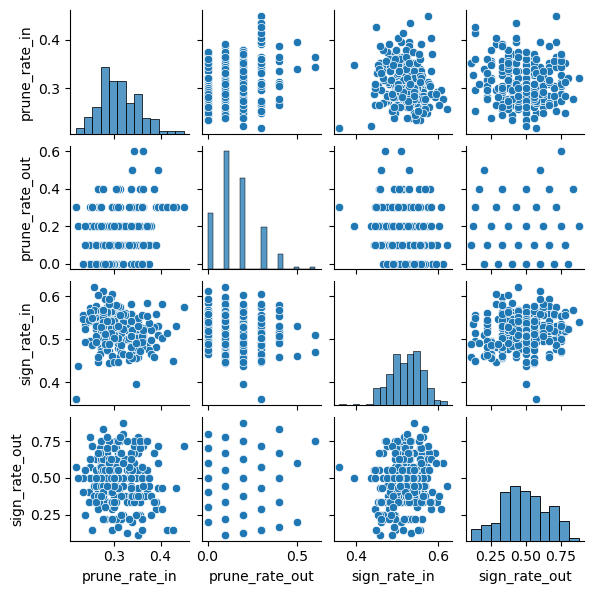 prune_rate_in
0.4
0.3
prune_rate_out
0.6
0.4
0.2
0.0
sign_rate_in
0.6
0.5
0.4
sign_rate_out
0.75
0.50
0.25
0.3 0.4 0.0 0.5 0.4 0.6 0.25 0.50 0.75
prune_rate_in prune_rate_out sign_rate_in sign_rate_out